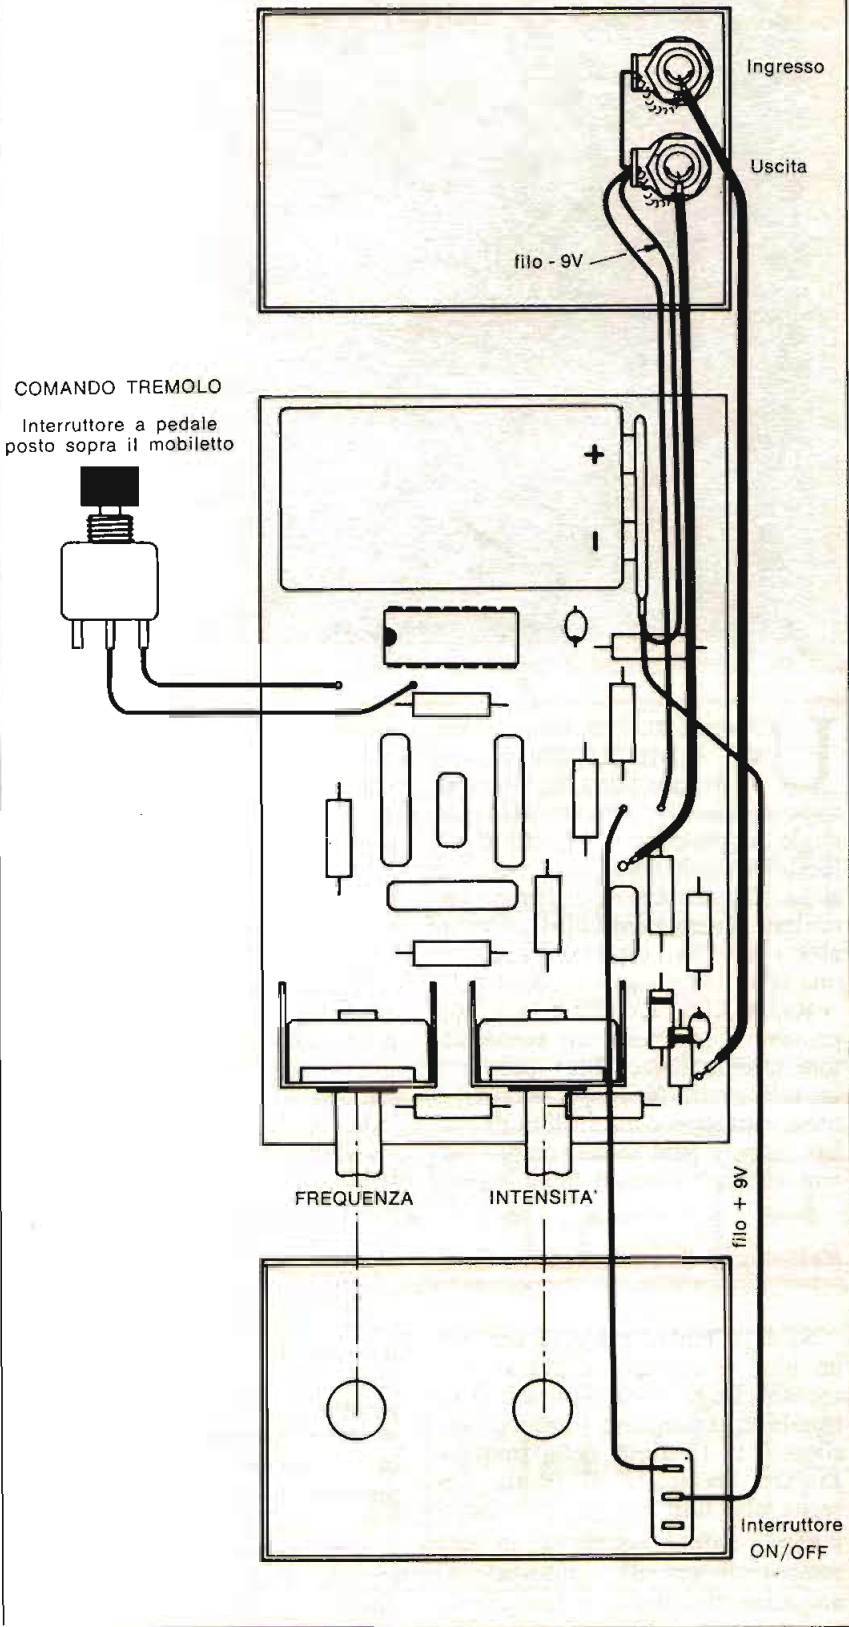 Ingresso
Uscita
filo - 9V
COMANDO TREMOLO
Interruttore a pedale
posto sopra il mobiletto
+
-
FREQUENZA
INTENSITA'
filo + 9V
Interruttore
ON/OFF